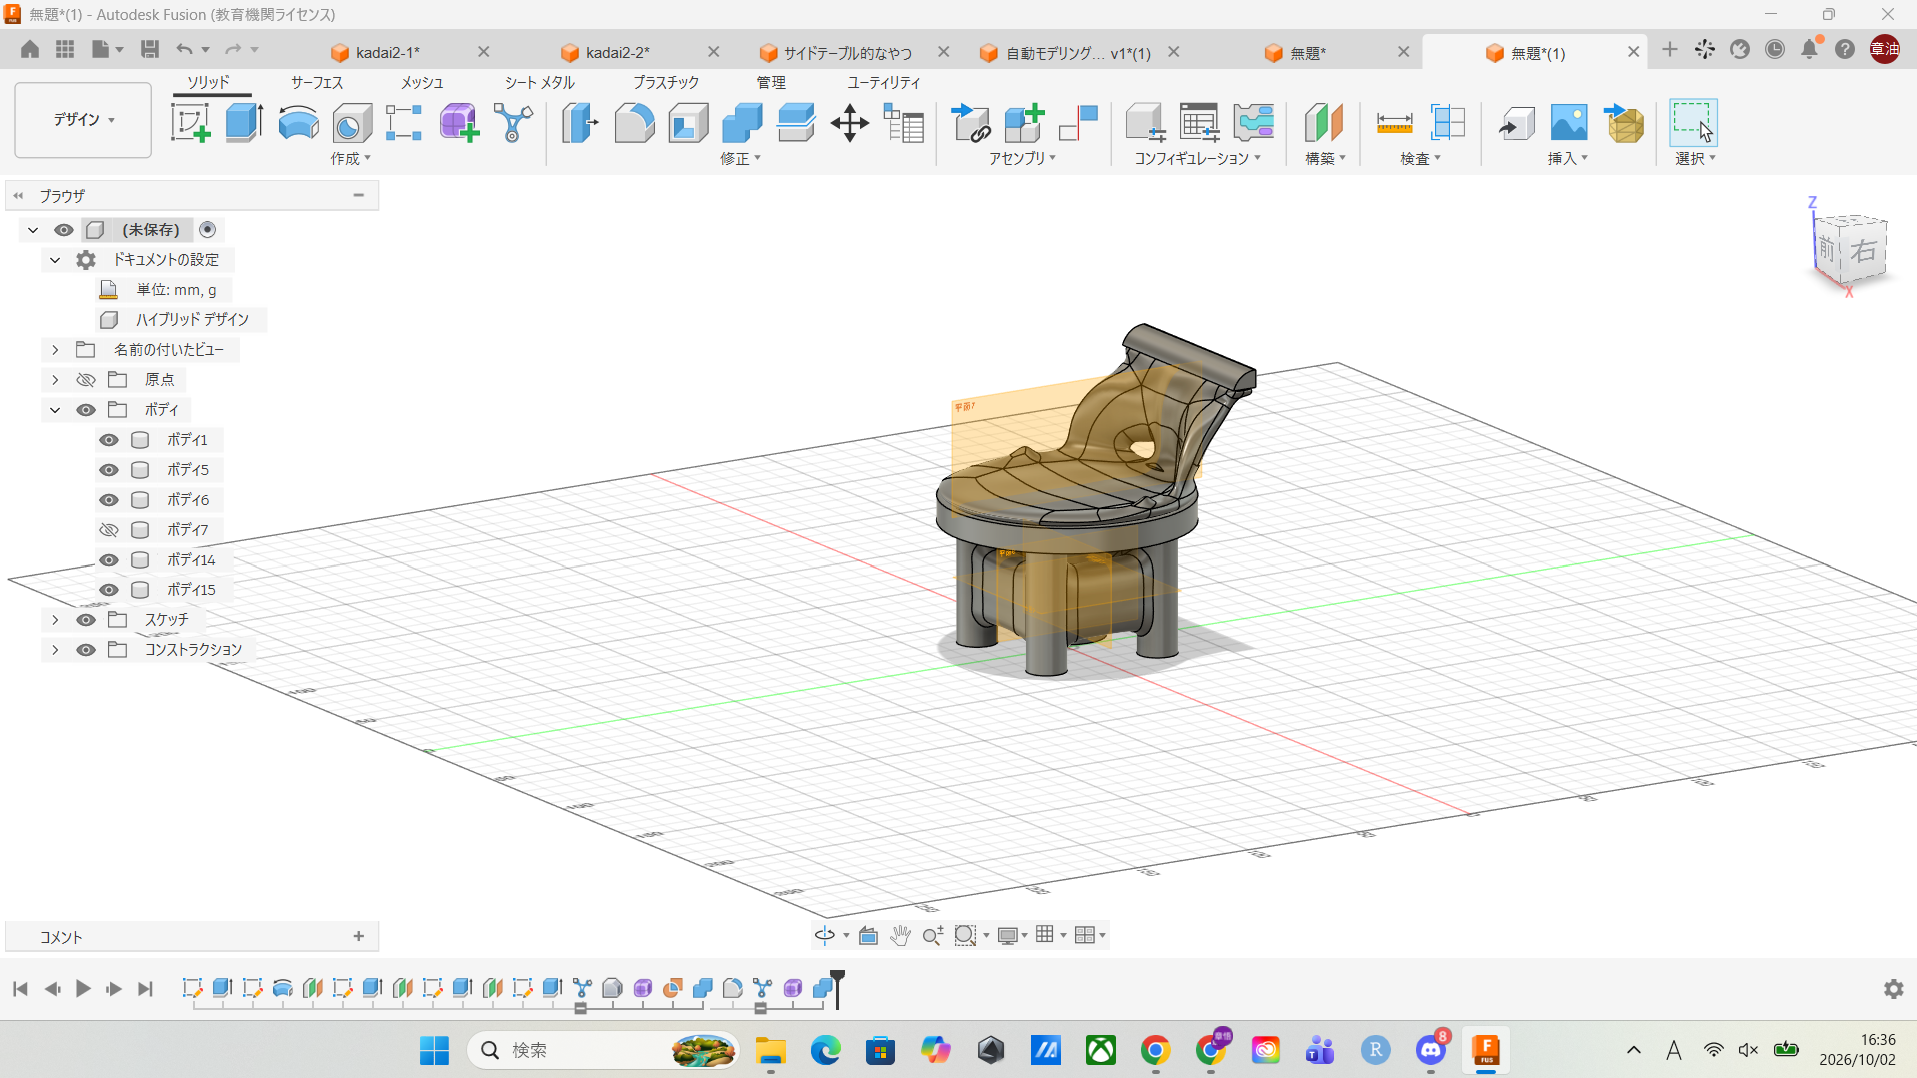 無題*(1) - Autodesk Fusion (教育機関ライセンス)
kadai2-1*
kadai2-2*
サイドテーブル的なやつ
自動モデリング... v1*(1)
無題*
無題*(1)
章油
デザイン
ソリッド
サーフェス
メッシュ
シート メタル
プラスチック
管理
ユーティリティ
作成
修正
アセンブリ
コンフィギュレーション
構築
検査
挿入
選択
ブラウザ
(未保存)
ドキュメントの設定
単位: mm, g
ハイブリッド デザイン
名前の付いたビュー
原点
ボディ
ボディ1
ボディ5
ボディ6
ボディ7
ボディ14
ボディ15
スケッチ
コンストラクション
Z
前
右
X
平面7
コメント
検索
章悟
8
16:36
2026/10/02